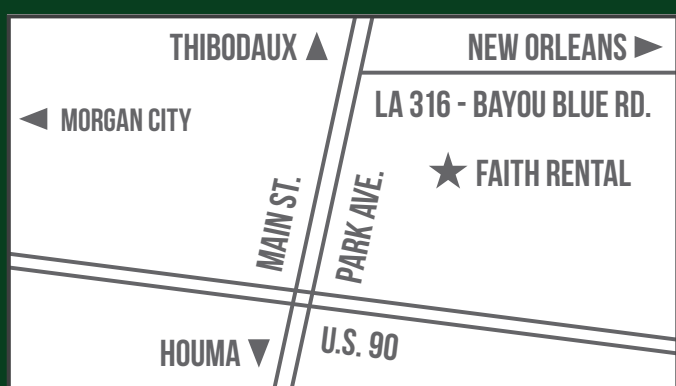 THIBODAUX
NEW ORLEANS
LA 316 - BAYOU BLUE RD.
MORGAN CITY
FAITH RENTAL
MAIN ST.
PARK AVE.
U.S. 90
HOUMA